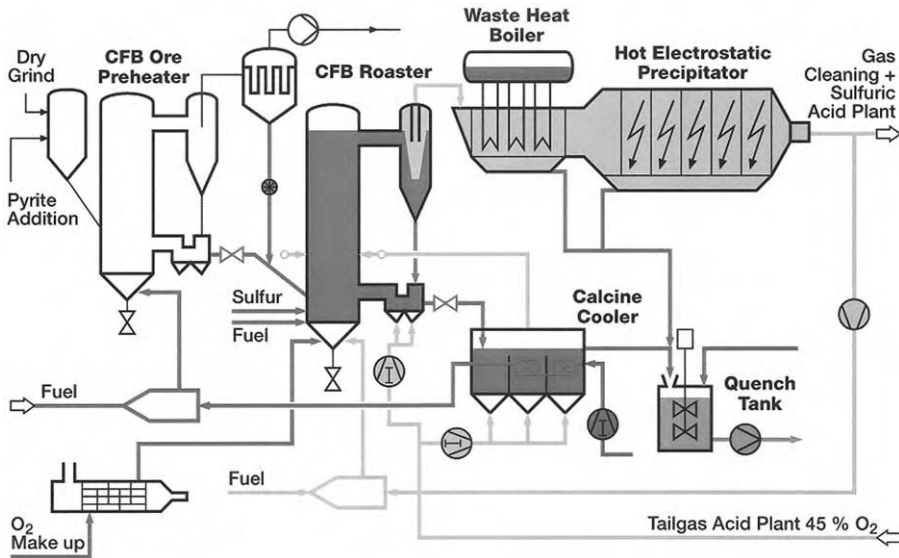 Waste Heat
Boiler
Dry
Grind
CFB Ore
Preheater
CFB Roaster
Hot Electrostatic
Precipitator
Gas
Cleaning +
Sulfuric
Acid Plant
Pyrite
Addition
Sulfur
Fuel
Calcine
Cooler
Fuel
Quench
Tank
Fuel
O₂
Make up
Tailgas Acid Plant 45 % O₂